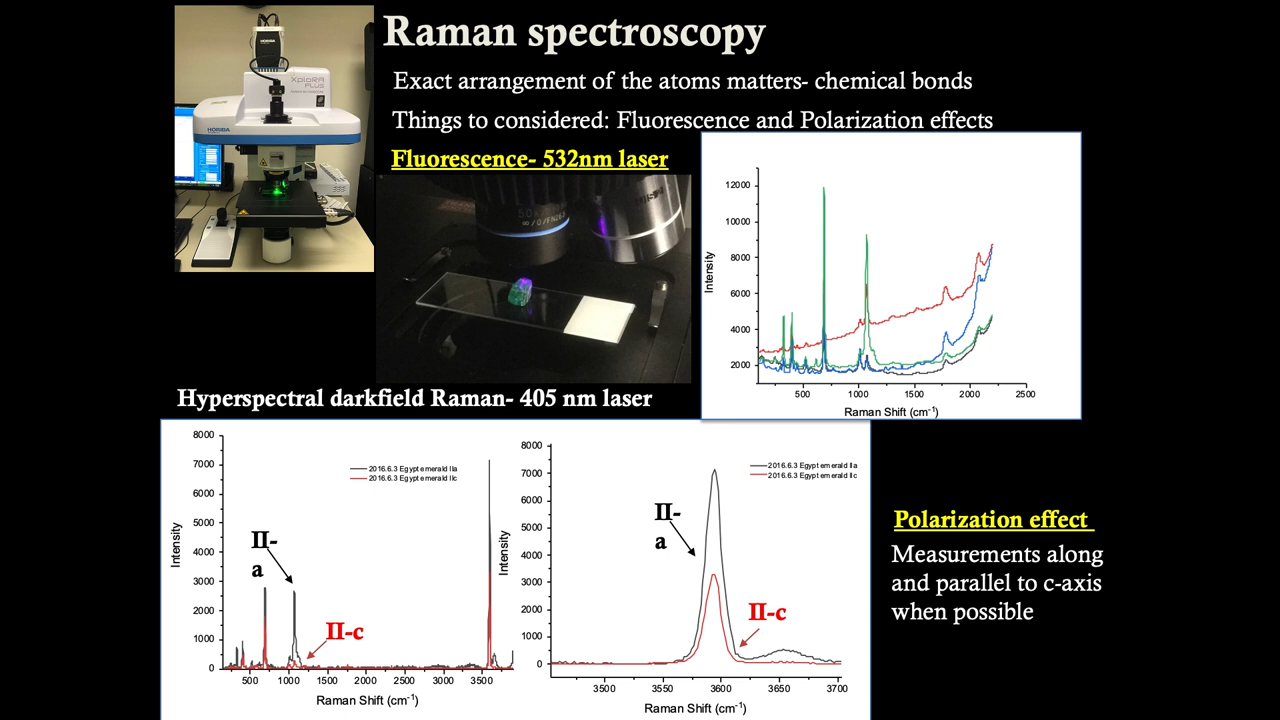 Raman spectroscopy
Exact arrangement of the atoms matters- chemical bonds
Things to considered: Fluorescence and Polarization effects
Fluorescence- 532nm laser
HORIBA
XploRA
PLUS
HORIBA
Hyperspectral darkfield Raman- 405 nm laser
12000
10000
8000
6000
4000
2000
Intensity
500
1000
1500
2000
2500
Raman Shift (cm-1)
8000
7000
6000
5000
4000
3000
2000
1000
0
Intensity
2016.6.3 Egypt emerald IIa
2016.6.3 Egypt emerald IIc
II-
a
II-c
500
1000
1500
2000
2500
3000
3500
Raman Shift (cm-1)
8000
7000
6000
5000
4000
3000
2000
1000
0
Intensity
2016.6.3 Egypt emerald IIa
2016.6.3 Egypt emerald IIc
II-
a
II-c
3500
3550
3600
3650
3700
Raman Shift (cm-1)
Polarization effect
Measurements along
and parallel to c-axis
when possible